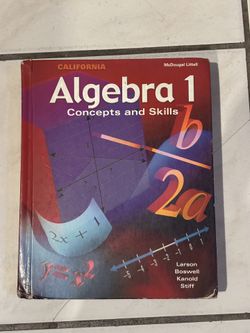 CALIFORNIA
McDougal Littell
Algebra 1
Concepts and Skills
b
2a
2x + 1
y = x2
Larson
Boswell
Kanold
Stiff